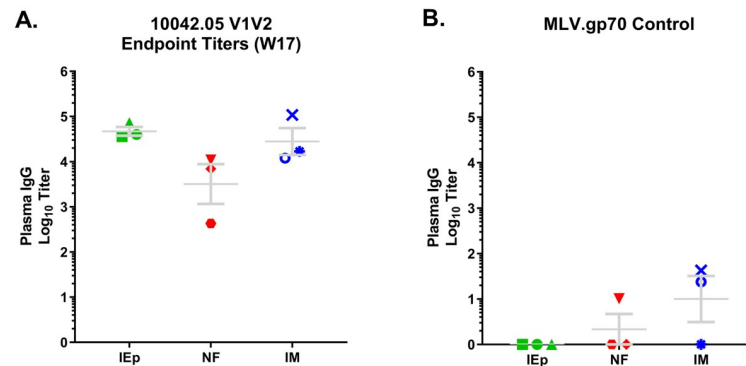 A.
10042.05 V1V2
Endpoint Titers (W17)
Plasma IgG
Log10 Titer
6
5
4
3
2
1
0
IEp NF IM
B.
MLV.gp70 Control
Plasma IgG
Log10 Titer
6
5
4
3
2
1
0
IEp NF IM